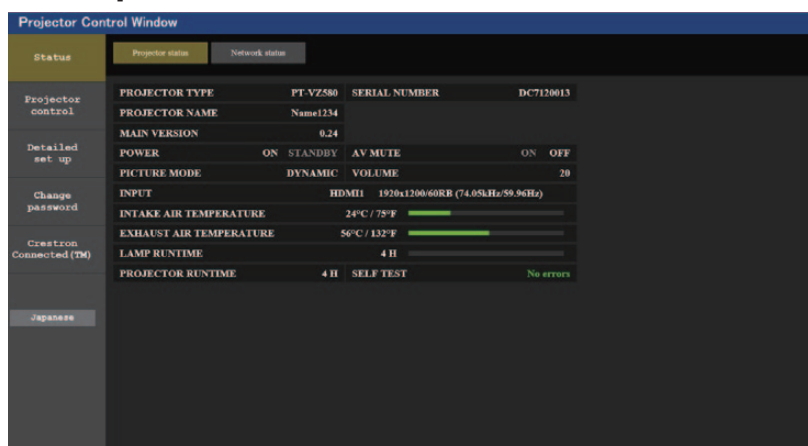 Projector Control Window
Status
Projector status
Network status
Projector
control
Detailed
set up
Change
password
Crestron
Connected(TM)
Japanese
PROJECTOR TYPE PT-VZ580 SERIAL NUMBER DC7120013
PROJECTOR NAME Name1234
MAIN VERSION 0.24
POWER ON STANDBY AV MUTE ON OFF
PICTURE MODE DYNAMIC VOLUME 20
INPUT HDMI1 1920x1200/60RB (74.05kHz/59.96Hz)
INTAKE AIR TEMPERATURE 24°C / 75°F
EXHAUST AIR TEMPERATURE 56°C / 132°F
LAMP RUNTIME 4 H
PROJECTOR RUNTIME 4 H SELF TEST No errors